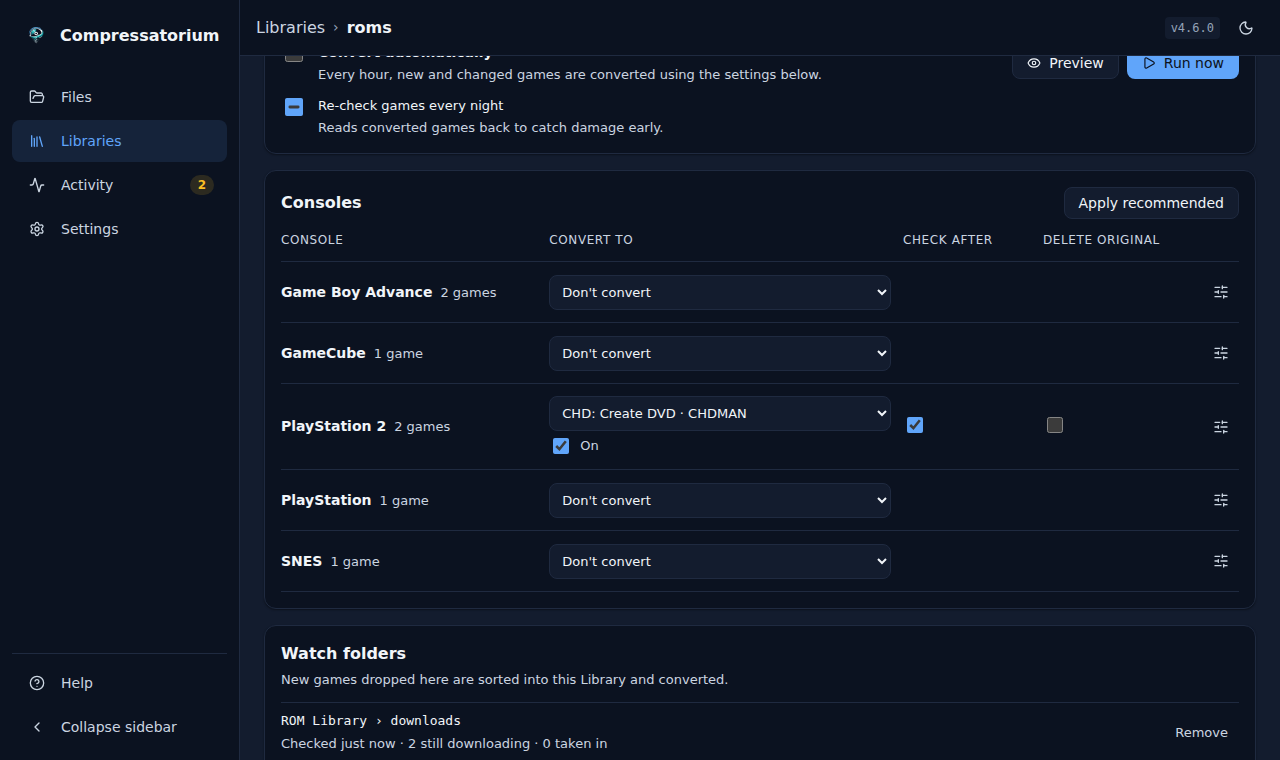 Compressatorium
Libraries › roms
v4.6.0
Files
Libraries
Activity
2
Settings
Help
Collapse sidebar
Every hour, new and changed games are converted using the settings below.
Preview
Run now
Re-check games every night
Reads converted games back to catch damage early.
Consoles
Apply recommended
CONSOLE CONVERT TO CHECK AFTER DELETE ORIGINAL
Game Boy Advance 2 games Don't convert
GameCube 1 game Don't convert
PlayStation 2 2 games CHD: Create DVD · CHDMAN
On
PlayStation 1 game Don't convert
SNES 1 game Don't convert
Watch folders
New games dropped here are sorted into this Library and converted.
ROM Library › downloads
Checked just now · 2 still downloading · 0 taken in
Remove